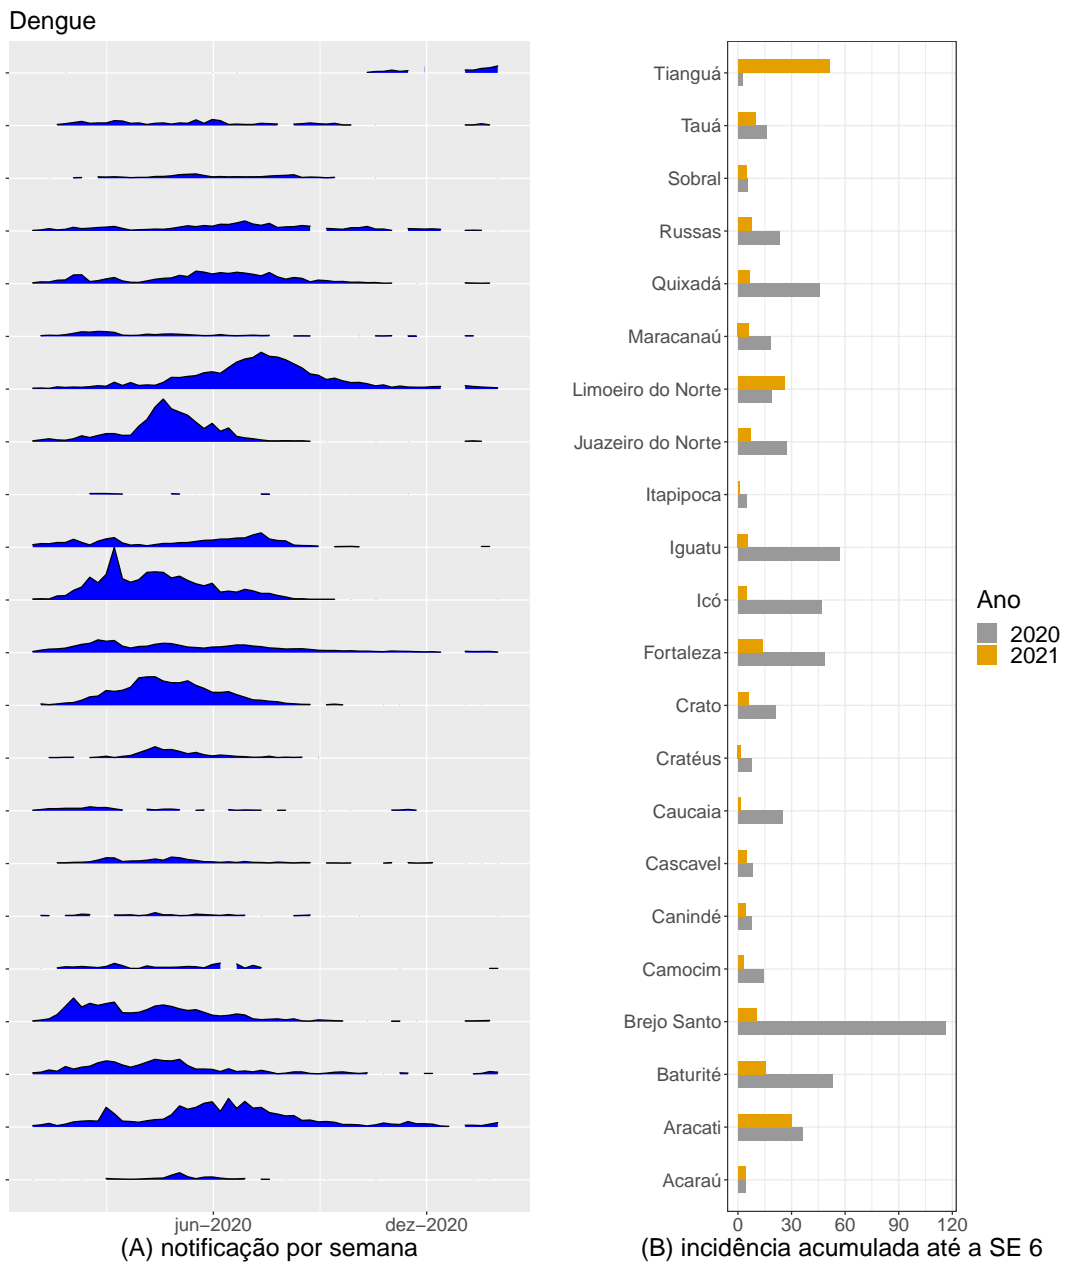 Dengue
Tianguá
Tauá
Sobral
Russas
Quixadá
Maracanaú
Limoeiro do Norte
Juazeiro do Norte
Itapipoca
Iguatu
Icó
Fortaleza
Crato
Cratéus
Caucaia
Cascavel
Canindé
Camocim
Brejo Santo
Baturité
Aracati
Acaraú
Ano
2020
2021
jun−2020 dez−2020
(A) notificação por semana
0 30 60 90 120
(B) incidência acumulada até a SE 6